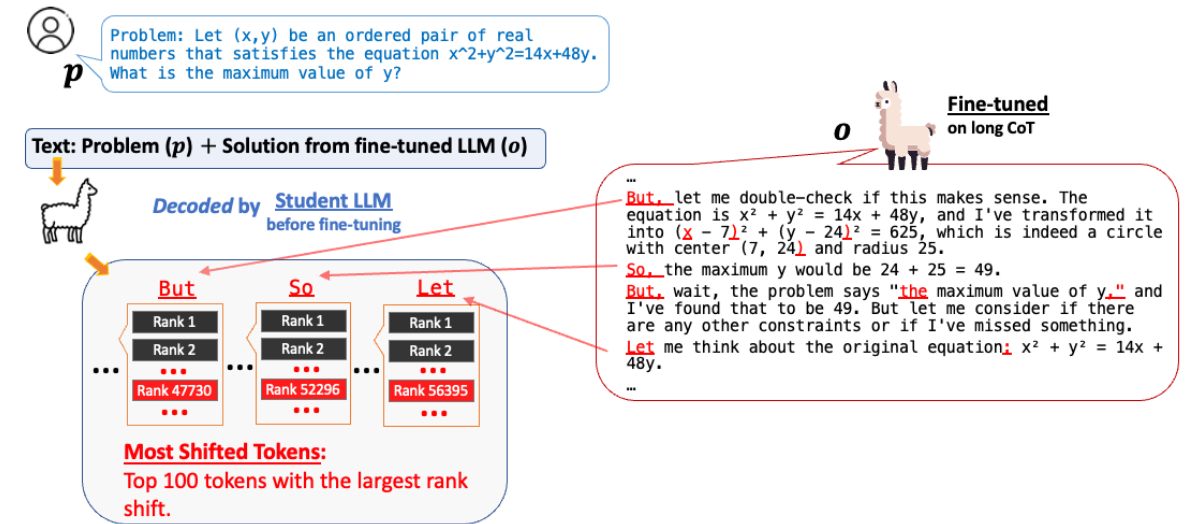 Problem: Let (x,y) be an ordered pair of real
numbers that satisfies the equation x^2+y^2=14x+48y.
What is the maximum value of y?
p
Text: Problem (p) + Solution from fine-tuned LLM (o)
Decoded by Student LLM
before fine-tuning
But
So
Let
Rank 1
Rank 1
Rank 1
Rank 2
Rank 2
Rank 2
...
...
...
... ... ...
Rank 47730
Rank 52296
Rank 56395
...
...
...
Most Shifted Tokens:
Top 100 tokens with the largest rank
shift.
o
Fine-tuned
on long CoT
…
But, let me double-check if this makes sense. The
equation is x² + y² = 14x + 48y, and I've transformed it
into (x – 7)² + (y – 24)² = 625, which is indeed a circle
with center (7, 24) and radius 25.
So, the maximum y would be 24 + 25 = 49.
But, wait, the problem says "the maximum value of y," and
I've found that to be 49. But let me consider if there
are any other constraints or if I've missed something.
Let me think about the original equation: x² + y² = 14x +
48y.
…